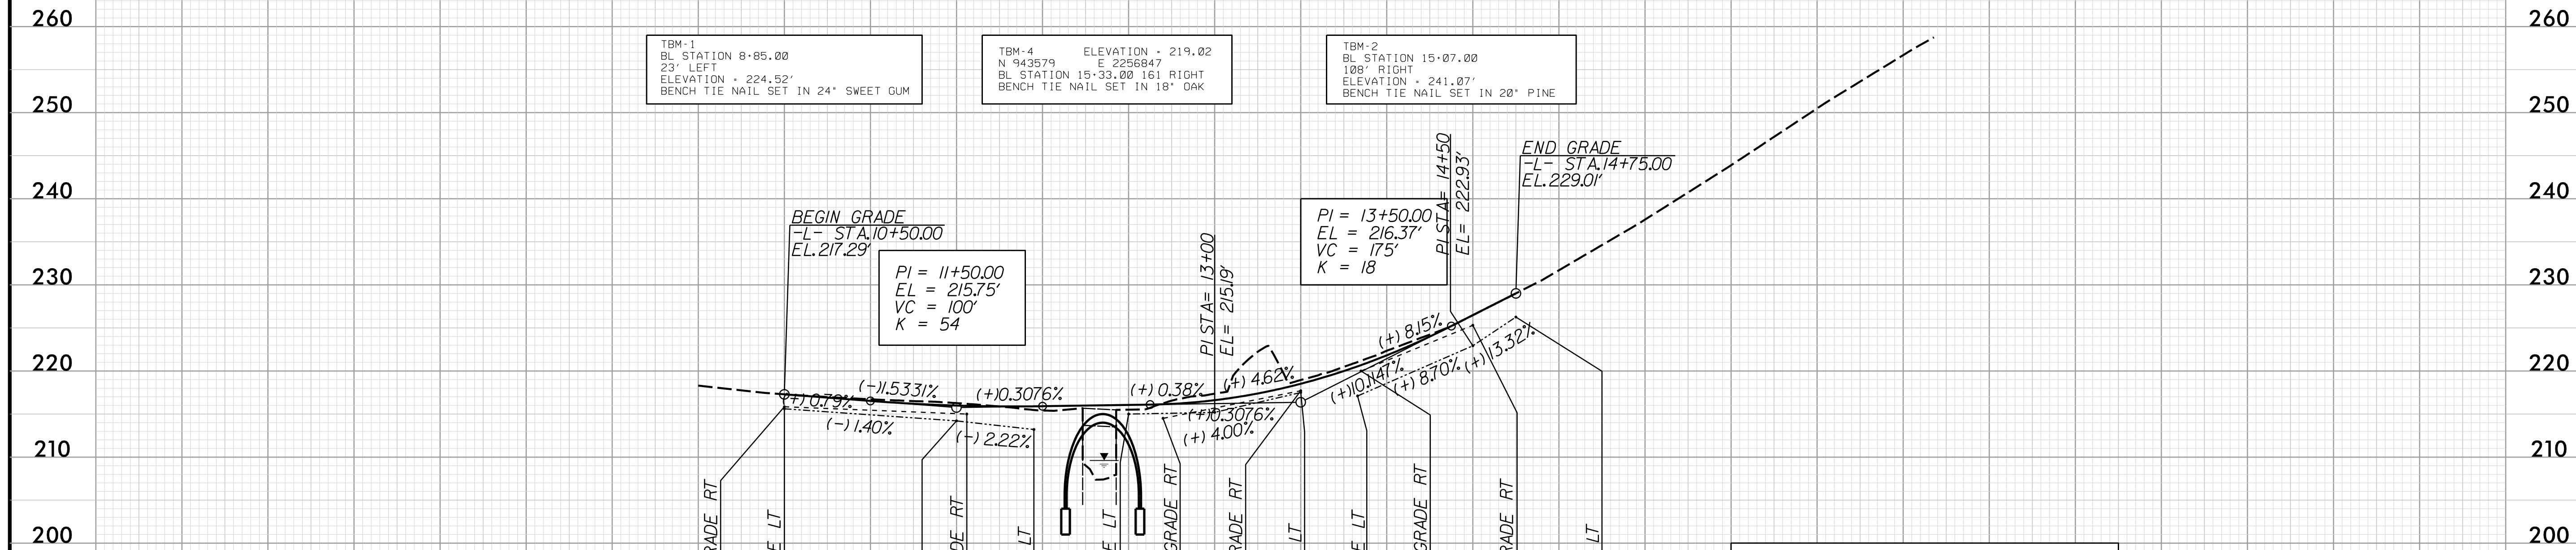 260
250
240
230
220
210
200
TBM-1
BL STATION 8+85.00
23' LEFT
ELEVATION = 224.52'
BENCH TIE NAIL SET IN 24" SWEET GUM
TBM-4 ELEVATION = 219.02
N 943579 E 2256847
BL STATION 15+33.00 161 RIGHT
BENCH TIE NAIL SET IN 18" OAK
TBM-2
BL STATION 15+07.00
108' RIGHT
ELEVATION = 241.07'
BENCH TIE NAIL SET IN 20" PINE
BEGIN GRADE
-L- STA.10+50.00
EL.217.29'
PI = 11+50.00
EL = 215.75'
VC = 100'
K = 54
PI STA= 13+00
EL= 215.19'
PI = 13+50.00
EL = 216.37'
VC = 175'
K = 18
PI STA= 14+50
EL= 222.93'
END GRADE
-L- STA.14+75.00
EL.229.01'
(+) 0.79%
(-)1.5331%
(-) 1.40%
(+)0.3076%
(-) 2.22%
(+) 0.38%
(+) 4.62%
(+)0.3076%
(+) 4.00%
(+) 8.15%
(+)10.1147%
(+) 8.70%
(+) 13.32%
RADE RT
E LT
DE RT
LT
E LT
GRADE RT
RADE RT
LT
E LT
GRADE RT
RADE RT
LT
260
250
240
230
220
210
200